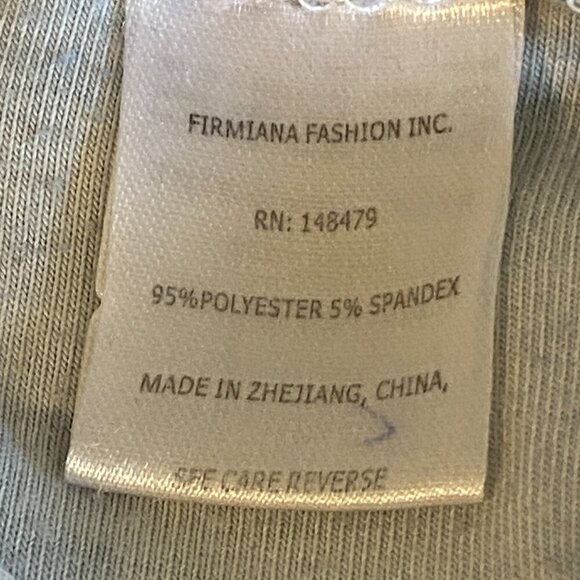 FIRMIANA FASHION INC.
RN: 148479
95%POLYESTER 5% SPANDEX
MADE IN ZHEJIANG, CHINA,
SEE CARE REVERSE